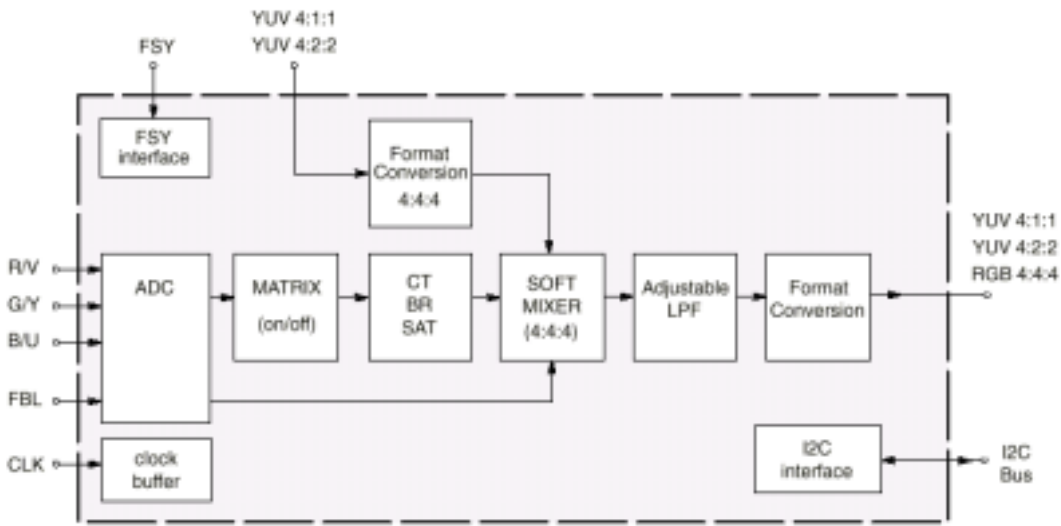 YUV 4:1:1
FSY
YUV 4:2:2
FSY
interface
Format
Conversion
4:4:4
YUV 4:1:1
YUV 4:2:2
RGB 4:4:4
R/V
G/Y
B/U
FBL
CLK
ADC
MATRIX
(on/off)
CT
BR
SAT
SOFT
MIXER
(4:4:4)
Adjustable
LPF
Format
Conversion
clock
buffer
I2C
interface
I2C
Bus